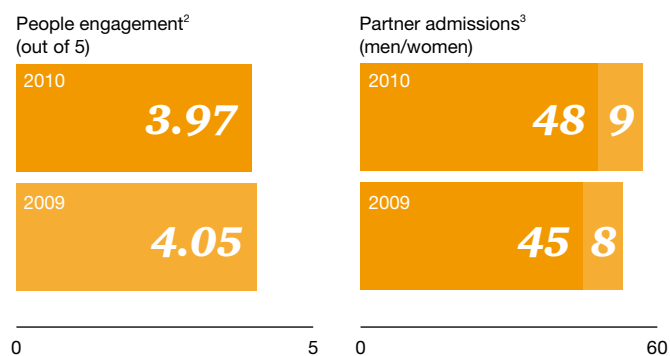 People engagement²
(out of 5)
2010
3.97
2009
4.05
0 5
Partner admissions³
(men/women)
2010
48 9
2009
45 8
0 60